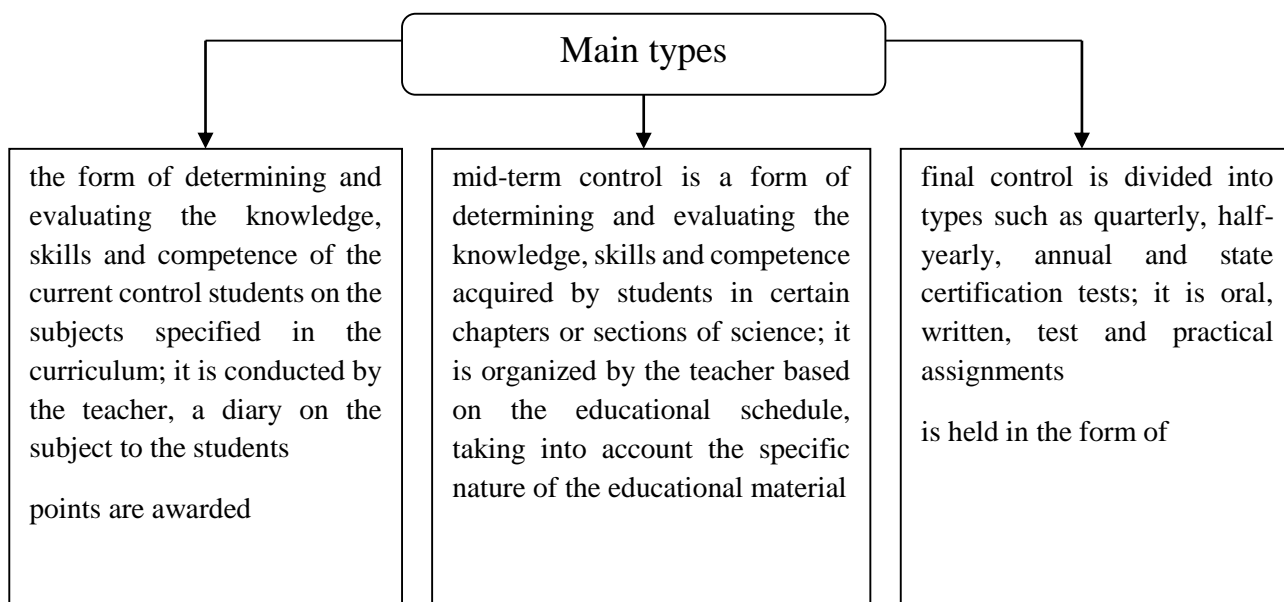 Main types
the form of determining and
evaluating the knowledge,
skills and competence of the
current control students on the
subjects specified in the
curriculum; it is conducted by
the teacher, a diary on the
subject to the students
points are awarded
mid-term control is a form of
determining and evaluating the
knowledge, skills and competence
acquired by students in certain
chapters or sections of science; it
is organized by the teacher based
on the educational schedule,
taking into account the specific
nature of the educational material
final control is divided into
types such as quarterly, half-
yearly, annual and state
certification tests; it is oral,
written, test and practical
assignments
is held in the form of